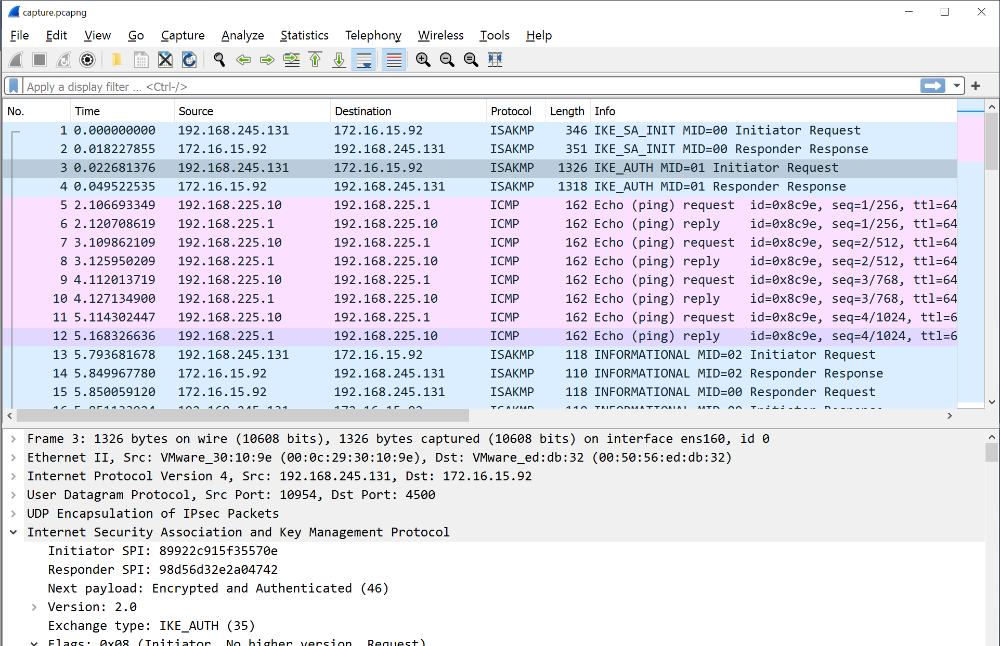 capture.pcapng
File Edit View Go Capture Analyze Statistics Telephony Wireless Tools Help
Apply a display filter ... <Ctrl-/>
No. Time Source Destination Protocol Length Info
1 0.000000000 192.168.245.131 172.16.15.92 ISAKMP 346 IKE_SA_INIT MID=00 Initiator Request
2 0.018227855 172.16.15.92 192.168.245.131 ISAKMP 351 IKE_SA_INIT MID=00 Responder Response
3 0.022681376 192.168.245.131 172.16.15.92 ISAKMP 1326 IKE_AUTH MID=01 Initiator Request
4 0.049522535 172.16.15.92 192.168.245.131 ISAKMP 1318 IKE_AUTH MID=01 Responder Response
5 2.106693349 192.168.225.10 192.168.225.1 ICMP 162 Echo (ping) request id=0x8c9e, seq=1/256, ttl=64
6 2.120708619 192.168.225.1 192.168.225.10 ICMP 162 Echo (ping) reply id=0x8c9e, seq=1/256, ttl=64
7 3.109862109 192.168.225.10 192.168.225.1 ICMP 162 Echo (ping) request id=0x8c9e, seq=2/512, ttl=64
8 3.125950209 192.168.225.1 192.168.225.10 ICMP 162 Echo (ping) reply id=0x8c9e, seq=2/512, ttl=64
9 4.112013719 192.168.225.10 192.168.225.1 ICMP 162 Echo (ping) request id=0x8c9e, seq=3/768, ttl=64
10 4.127134900 192.168.225.1 192.168.225.10 ICMP 162 Echo (ping) reply id=0x8c9e, seq=3/768, ttl=64
11 5.114302447 192.168.225.10 192.168.225.1 ICMP 162 Echo (ping) request id=0x8c9e, seq=4/1024, ttl=6
12 5.168326636 192.168.225.1 192.168.225.10 ICMP 162 Echo (ping) reply id=0x8c9e, seq=4/1024, ttl=6
13 5.793681678 192.168.245.131 172.16.15.92 ISAKMP 118 INFORMATIONAL MID=02 Initiator Request
14 5.849967780 172.16.15.92 192.168.245.131 ISAKMP 110 INFORMATIONAL MID=02 Responder Response
15 5.850059120 172.16.15.92 192.168.245.131 ISAKMP 118 INFORMATIONAL MID=00 Responder Request
Frame 3: 1326 bytes on wire (10608 bits), 1326 bytes captured (10608 bits) on interface ens160, id 0
Ethernet II, Src: VMware_30:10:9e (00:0c:29:30:10:9e), Dst: VMware_ed:db:32 (00:50:56:ed:db:32)
Internet Protocol Version 4, Src: 192.168.245.131, Dst: 172.16.15.92
User Datagram Protocol, Src Port: 10954, Dst Port: 4500
UDP Encapsulation of IPsec Packets
Internet Security Association and Key Management Protocol
Initiator SPI: 89922c915f35570e
Responder SPI: 98d56d32e2a04742
Next payload: Encrypted and Authenticated (46)
Version: 2.0
Exchange type: IKE_AUTH (35)
Flags: 0x08 (Initiator, No higher version, Request)